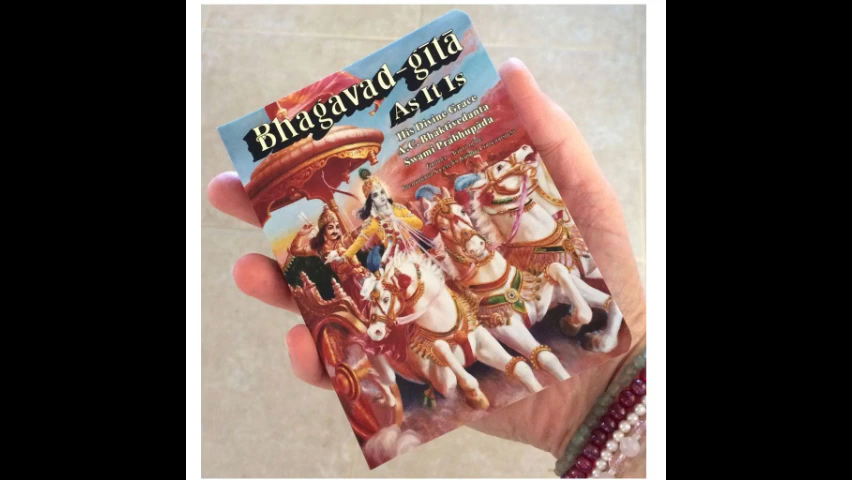 Bhagavad-gītā
As It Is
His Divine Grace
A.C. Bhaktivedanta
Swami Prabhupāda